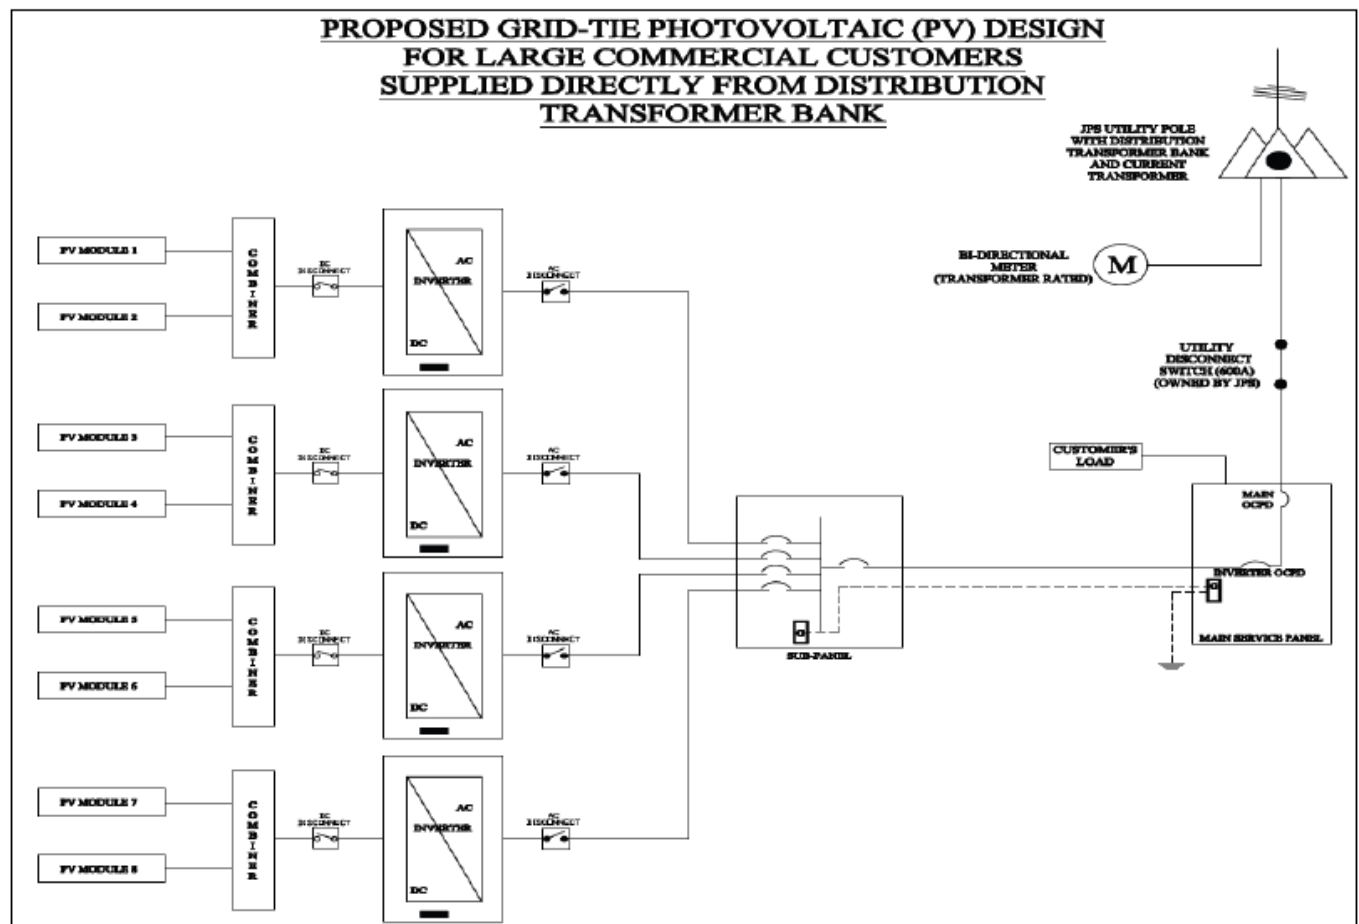 PROPOSED GRID-TIE PHOTOVOLTAIC (PV) DESIGN
FOR LARGE COMMERCIAL CUSTOMERS
SUPPLIED DIRECTLY FROM DISTRIBUTION
TRANSFORMER BANK
JPS UTILITY POLE
WITH DISTRIBUTION
TRANSFORMER BANK
AND CURRENT
TRANSFORMER
BI-DIRECTIONAL
METER
(TRANSFORMER RATED)
M
UTILITY
DISCONNECT
SWITCH (600A)
(OWNED BY JPS)
CUSTOMER'S
LOAD
MAIN
OCPD
INVERTER OCPD
MAIN SERVICE PANEL
SUB-PANEL
PV MODULE 1
PV MODULE 2
COMBINER
DC
DISCONNECT
AC
INVERTER
DC
AC
DISCONNECT
PV MODULE 3
PV MODULE 4
COMBINER
DC
DISCONNECT
AC
INVERTER
DC
AC
DISCONNECT
PV MODULE 5
PV MODULE 6
COMBINER
DC
DISCONNECT
AC
INVERTER
DC
AC
DISCONNECT
PV MODULE 7
PV MODULE 8
COMBINER
DC
DISCONNECT
AC
INVERTER
DC
AC
DISCONNECT